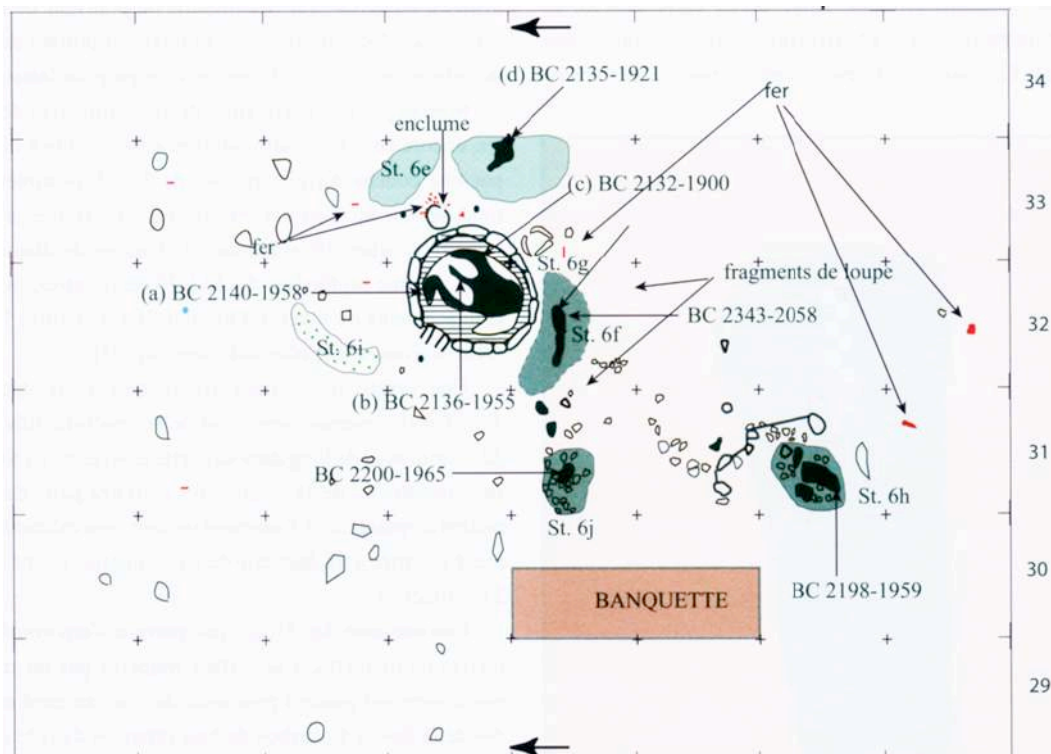 34
(d) BC 2135-1921
fer
enclume
St. 6e
(c) BC 2132-1900
33
fer
St. 6g
fragments de loupe
(a) BC 2140-1958
BC 2343-2058
32
St. 6i
St. 6f
(b) BC 2136-1955
31
BC 2200-1965
St. 6h
St. 6j
30
BC 2198-1959
BANQUETTE
29